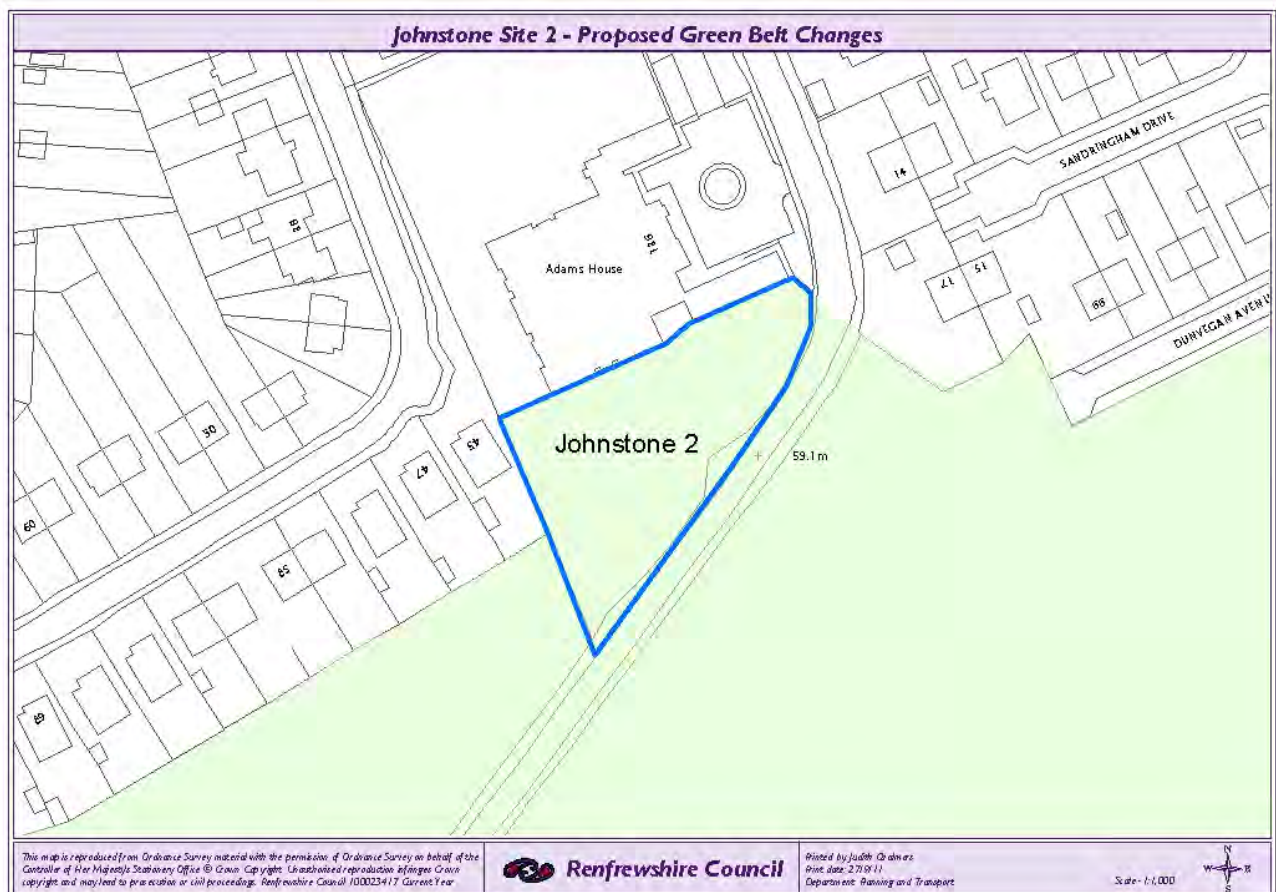 Johnstone Site 2 - Proposed Green Belt Changes
SANDRINGHAM DRIVE
14
88
186
Adams House
15
17
99
DUNVEGAN AVENU
50
Johnstone 2
45
47
59.1m
60
58
69
This map is reproduced from Ordnance Survey material with the permission of Ordnance Survey on behalf of the
Controller of Her Majesty's Stationery Office © Crown Copyright. Unauthorised reproduction infringes Crown
copyright and may lead to prosecution or civil proceedings. Renfrewshire Council 100023417 Current Year
Renfrewshire Council
Printed by Judith Chalmers
Print date: 27/9/11
Department: Planning and Transport
Scale - 1:1,000
N
W E
S